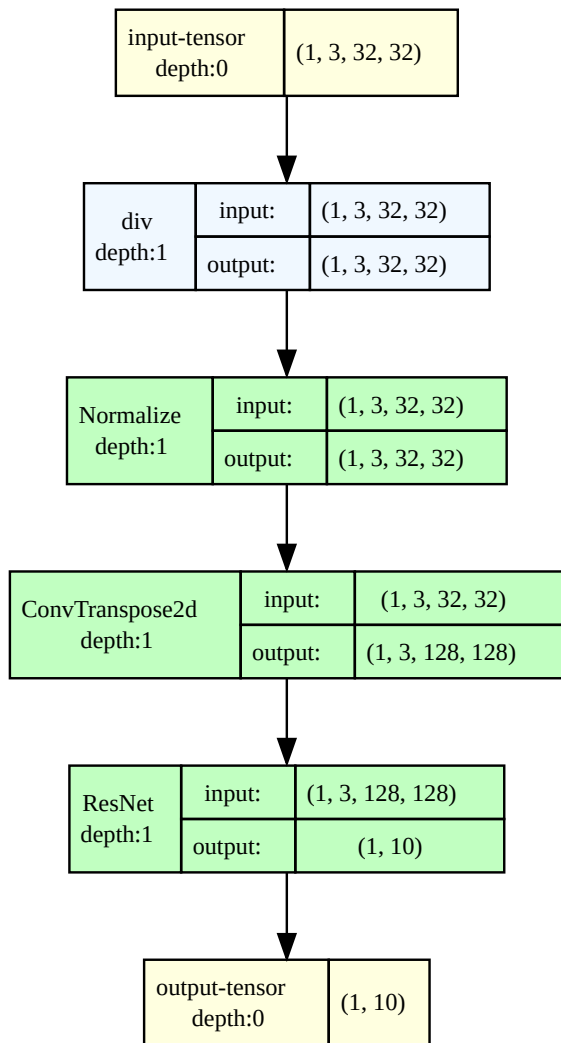 input-tensor
depth:0
(1, 3, 32, 32)
div
depth:1
input:
(1, 3, 32, 32)
output:
(1, 3, 32, 32)
Normalize
depth:1
input:
(1, 3, 32, 32)
output:
(1, 3, 32, 32)
ConvTranspose2d
depth:1
input:
(1, 3, 32, 32)
output:
(1, 3, 128, 128)
ResNet
depth:1
input:
(1, 3, 128, 128)
output:
(1, 10)
output-tensor
depth:0
(1, 10)